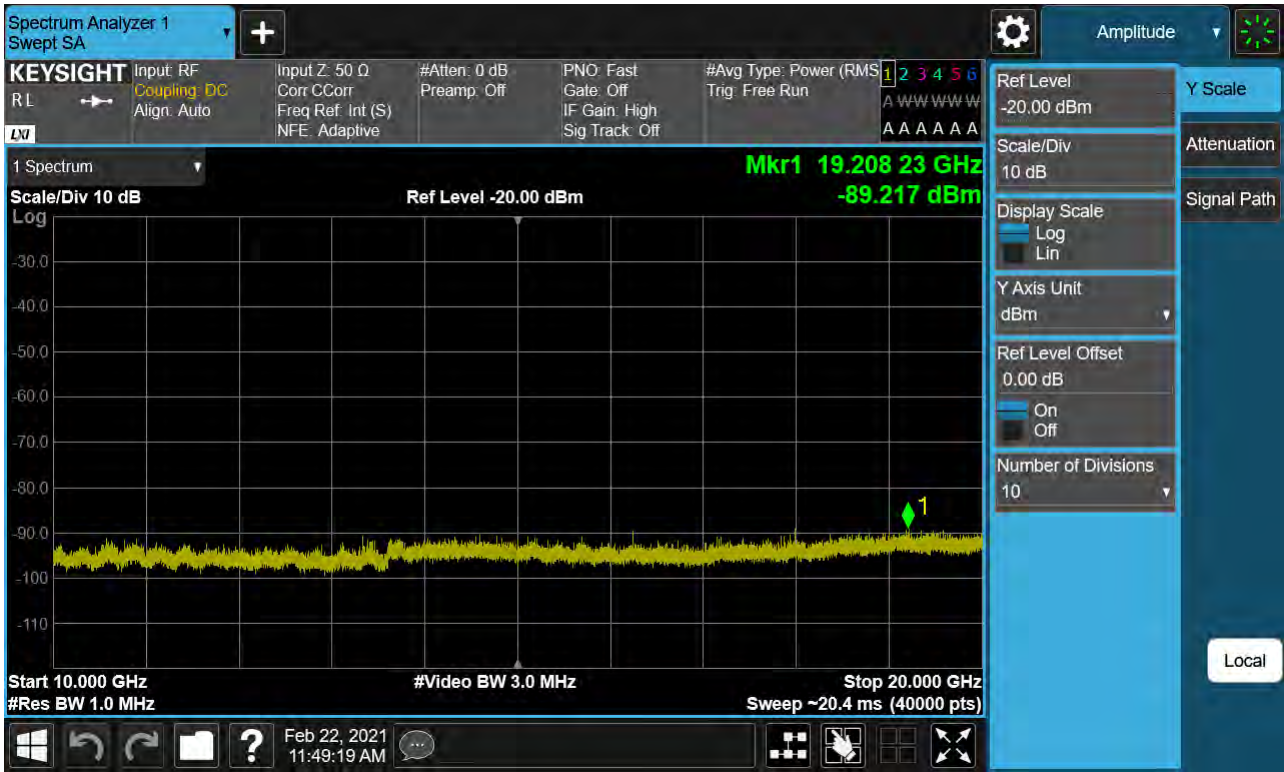 Spectrum Analyzer 1
Swept SA
Amplitude
KEYSIGHT
RL
LXI
Input: RF
Coupling: DC
Align: Auto
Input Z: 50 Ω
Corr CCorr
Freq Ref: Int (S)
NFE: Adaptive
#Atten: 0 dB
Preamp: Off
PNO: Fast
Gate: Off
IF Gain: High
Sig Track: Off
#Avg Type: Power (RMS
Trig: Free Run
1 2 3 4 5 6
A W W W W W
A A A A A A
1 Spectrum
Mkr1 19.208 23 GHz
Scale/Div 10 dB
Ref Level -20.00 dBm
-89.217 dBm
Log
-30.0
-40.0
-50.0
-60.0
-70.0
-80.0
-90.0
-100
-110
1
Start 10.000 GHz
#Video BW 3.0 MHz
Stop 20.000 GHz
#Res BW 1.0 MHz
Sweep ~20.4 ms (40000 pts)
Ref Level
-20.00 dBm
Scale/Div
10 dB
Display Scale
Log
Lin
Y Axis Unit
dBm
Ref Level Offset
0.00 dB
On
Off
Number of Divisions
10
Y Scale
Attenuation
Signal Path
Local
?
Feb 22, 2021
11:49:19 AM